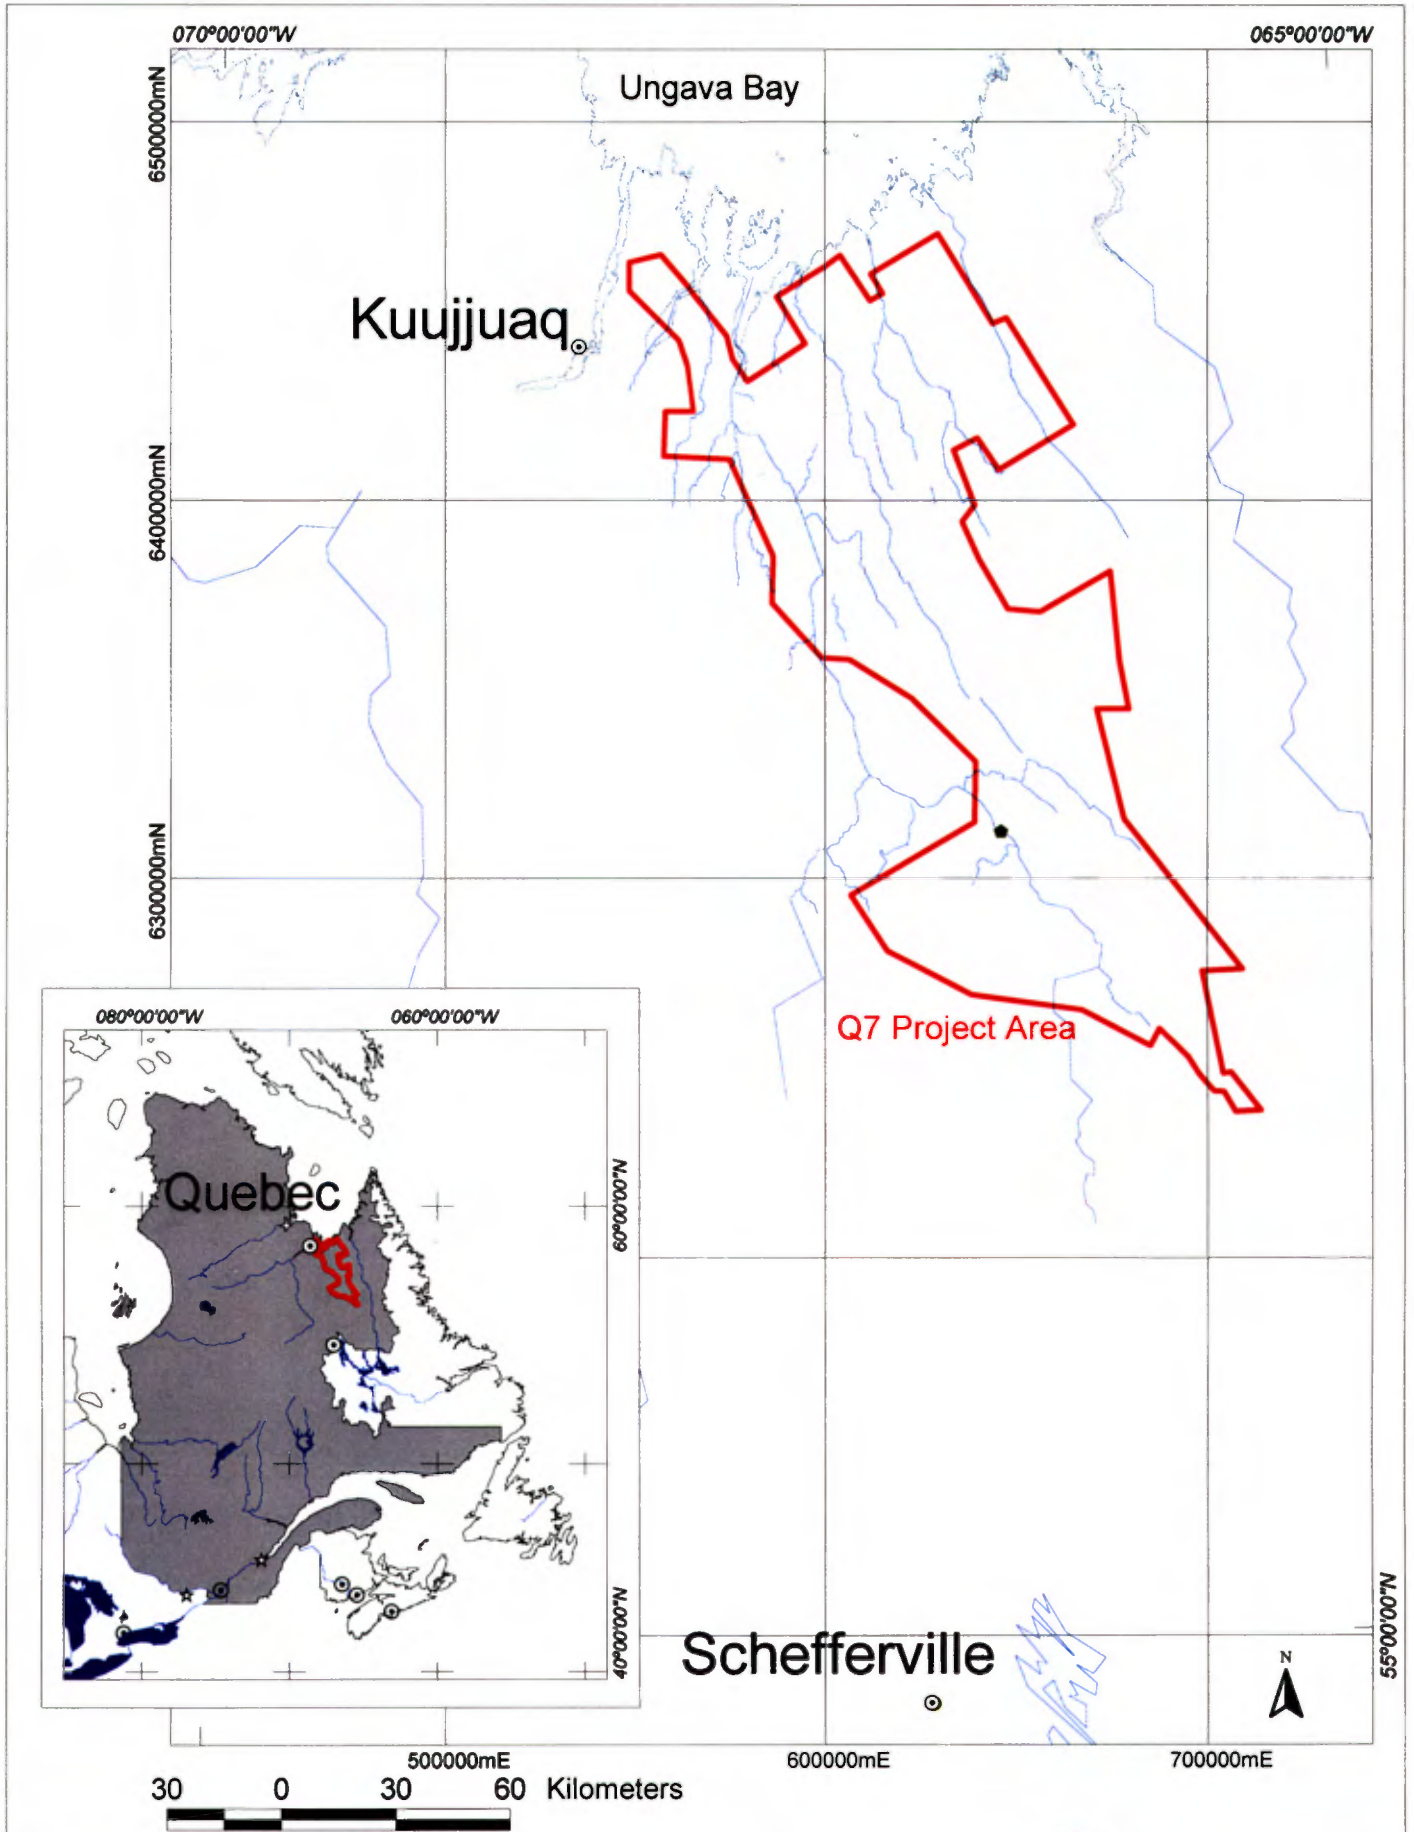 070°00'00"W 065°00'00"W
Ungava Bay
6500000mN
Kuujjuaq
6400000mN
6300000mN
Q7 Project Area
080°00'00"W 060°00'00"W
Quebec
60°00'00"N
40°00'00"N
Schefferville
N
55°00'00"N
500000mE 600000mE 700000mE
30 0 30 60 Kilometers